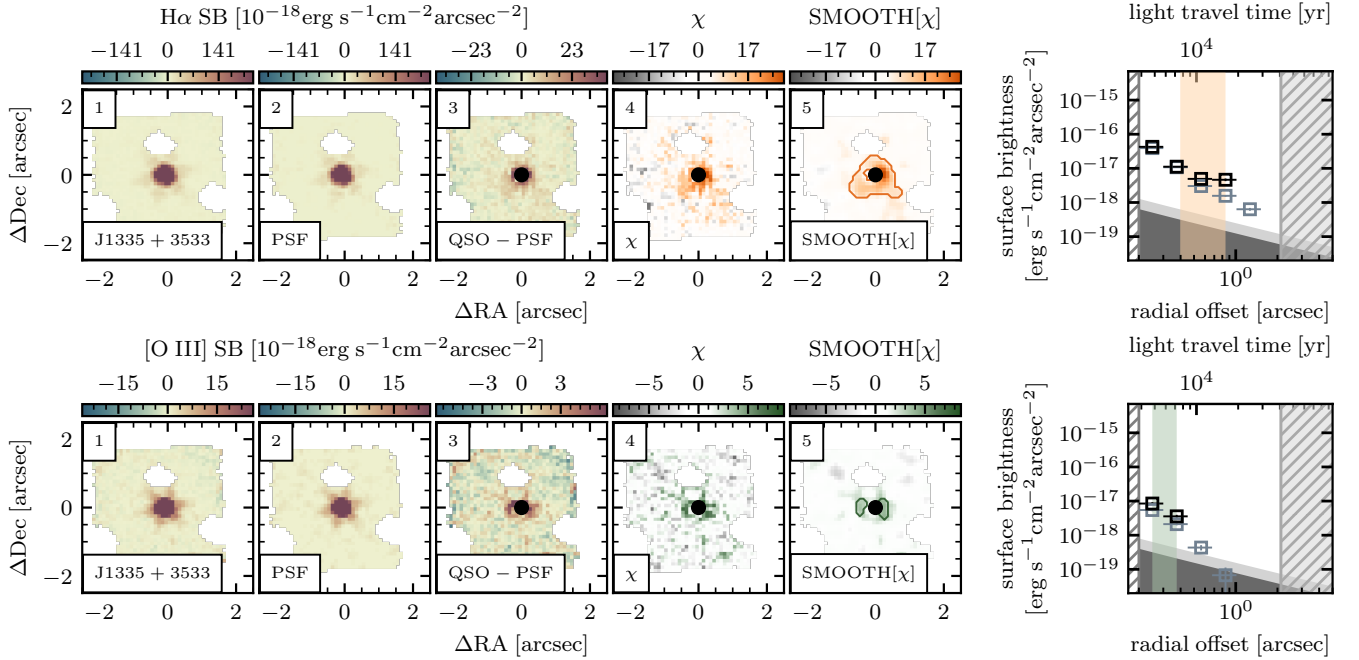 Hα SB [10⁻¹⁸erg s⁻¹cm⁻²arcsec⁻²] χ SMOOTH[χ] light travel time [yr]
−141 0 141 −141 0 141 −23 0 23 −17 0 17 −17 0 17 10⁴
ΔDec [arcsec] 2 0 −2
1 2 3 4 5
J1335 + 3533 PSF QSO − PSF χ SMOOTH[χ]
−2 0 2 −2 0 2 −2 0 2 −2 0 2 −2 0 2
ΔRA [arcsec]
surface brightness
[erg s⁻¹cm⁻²arcsec⁻²]
10⁻¹⁵
10⁻¹⁶
10⁻¹⁷
10⁻¹⁸
10⁻¹⁹
10⁰
radial offset [arcsec]
[O III] SB [10⁻¹⁸erg s⁻¹cm⁻²arcsec⁻²] χ SMOOTH[χ] light travel time [yr]
−15 0 15 −15 0 15 −3 0 3 −5 0 5 −5 0 5 10⁴
ΔDec [arcsec] 2 0 −2
1 2 3 4 5
J1335 + 3533 PSF QSO − PSF χ SMOOTH[χ]
−2 0 2 −2 0 2 −2 0 2 −2 0 2 −2 0 2
ΔRA [arcsec]
surface brightness
[erg s⁻¹cm⁻²arcsec⁻²]
10⁻¹⁵
10⁻¹⁶
10⁻¹⁷
10⁻¹⁸
10⁻¹⁹
10⁰
radial offset [arcsec]